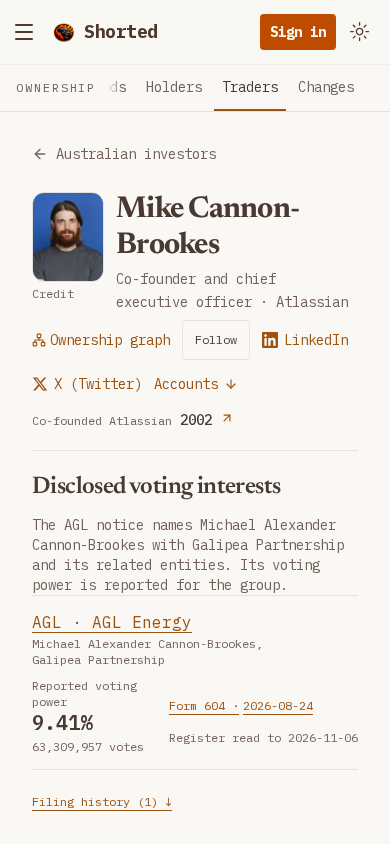 Shorted
Sign in
OWNERSHIP
ds Holders Traders Changes
← Australian investors
Mike Cannon-
Brookes
Co-founder and chief
executive officer · Atlassian
Credit
Ownership graph
Follow
LinkedIn
X (Twitter)
Accounts ↓
Co-founded Atlassian 2002 ↗
Disclosed voting interests
The AGL notice names Michael Alexander
Cannon-Brookes with Galipea Partnership
and its related entities. Its voting
power is reported for the group.
AGL · AGL Energy
Michael Alexander Cannon-Brookes,
Galipea Partnership
Reported voting
power
9.41%
63,309,957 votes
Form 604 · 2026-08-24
Register read to 2026-11-06
Filing history (1) ↓